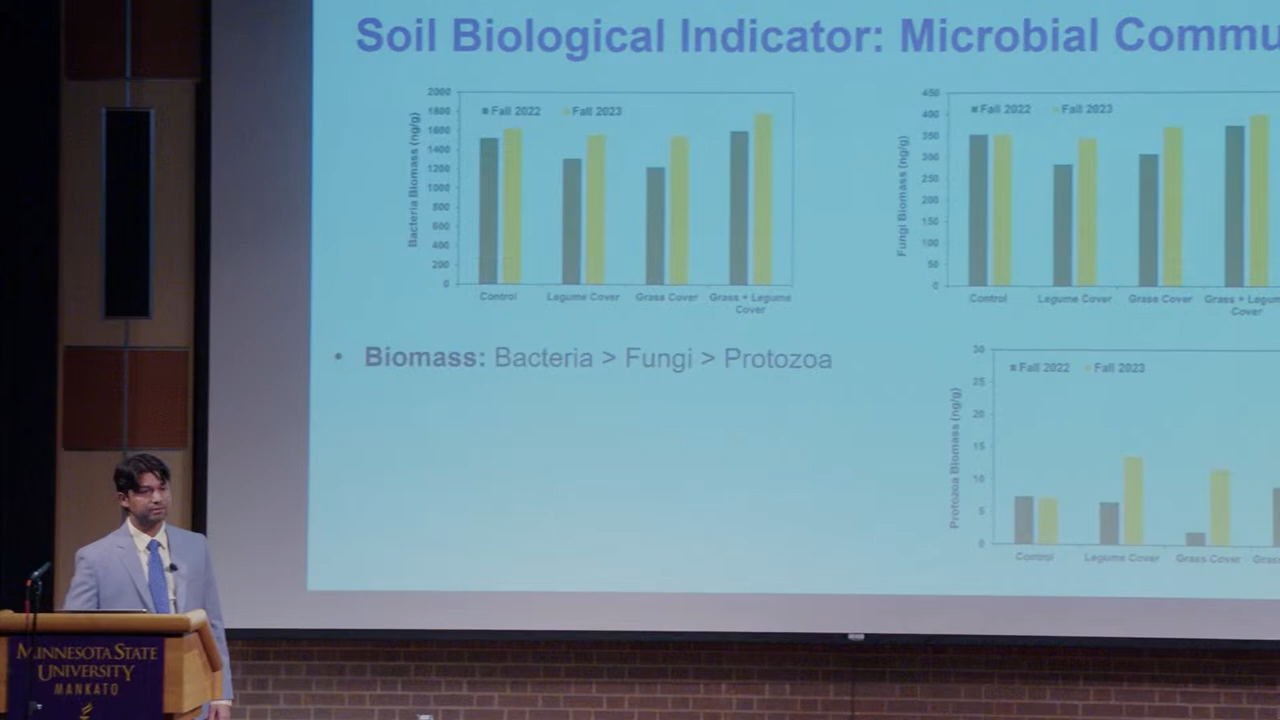 Soil Biological Indicator: Microbial Commu
Bacteria Biomass (ng/g)
2000
1800
1600
1400
1200
1000
800
600
400
200
0
Fall 2022
Fall 2023
Control
Legume Cover
Grass Cover
Grass + Legume
Cover
Fungi Biomass (ng/g)
450
400
350
300
250
200
150
100
50
0
Fall 2022
Fall 2023
Control
Legume Cover
Grass Cover
Grass + Legum
Cover
• Biomass: Bacteria > Fungi > Protozoa
Protozoa Biomass (ng/g)
30
25
20
15
10
5
0
Fall 2022
Fall 2023
Control
Legume Cover
Grass Cover
Gras
MINNESOTA STATE
UNIVERSITY
MANKATO